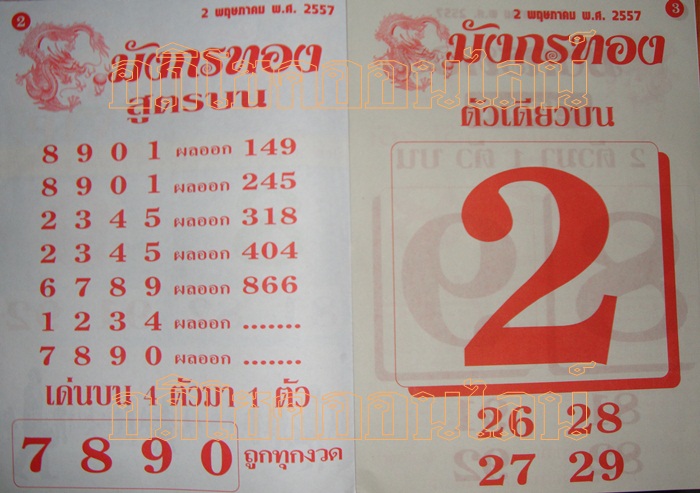 2
2 พฤษภาคม พ.ศ. 2557
มังกรทอง
สูตรบน
8 9 0 1 ผลออก 149
8 9 0 1 ผลออก 245
2 3 4 5 ผลออก 318
2 3 4 5 ผลออก 404
6 7 8 9 ผลออก 866
1 2 3 4 ผลออก .......
7 8 9 0 ผลออก .......
เด่นบน 4 ตัวมา 1 ตัว
7 8 9 0 ถูกทุกงวด
3
2 พฤษภาคม พ.ศ. 2557
มังกรทอง
ตัวเดียวบน
2
26 28
27 29